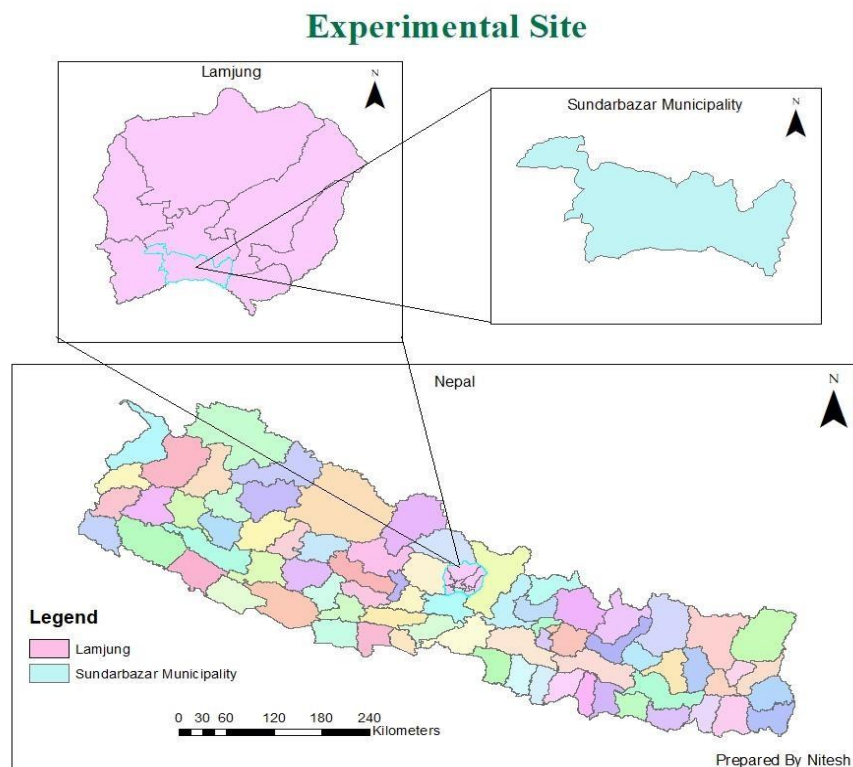 Experimental Site
Lamjung
N
Sundarbazar Municipality
N
Nepal
N
Legend
Lamjung
Sundarbazar Municipality
0 30 60 120 180 240
Kilometers
Prepared By Nitesh